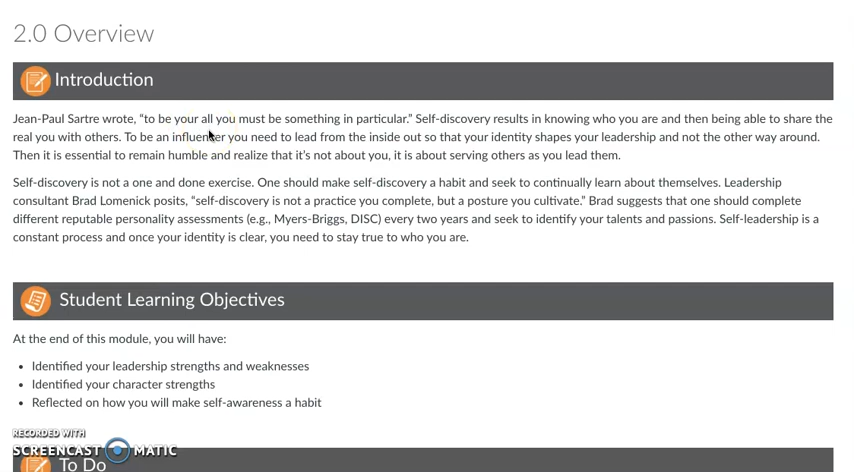 2.0 Overview
Introduction
Jean-Paul Sartre wrote, “to be your all you must be something in particular.” Self-discovery results in knowing who you are and then being able to share the
real you with others. To be an influencer you need to lead from the inside out so that your identity shapes your leadership and not the other way around.
Then it is essential to remain humble and realize that it’s not about you, it is about serving others as you lead them.
Self-discovery is not a one and done exercise. One should make self-discovery a habit and seek to continually learn about themselves. Leadership
consultant Brad Lomenick posits, “self-discovery is not a practice you complete, but a posture you cultivate.” Brad suggests that one should complete
different reputable personality assessments (e.g., Myers-Briggs, DISC) every two years and seek to identify your talents and passions. Self-leadership is a
constant process and once your identity is clear, you need to stay true to who you are.
Student Learning Objectives
At the end of this module, you will have:
• Identified your leadership strengths and weaknesses
• Identified your character strengths
• Reflected on how you will make self-awareness a habit
RECORDED WITH
SCREENCAST MATIC
To Do